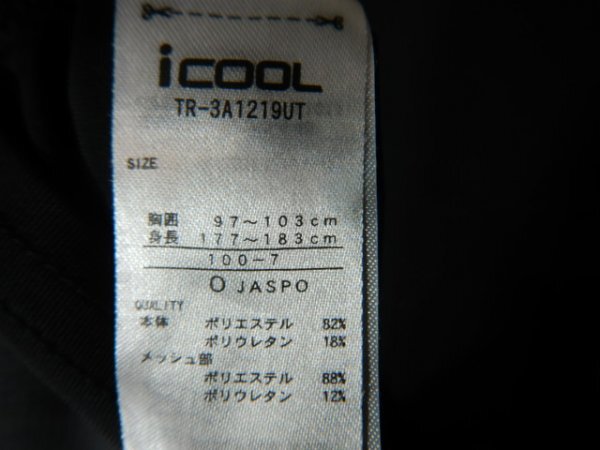 iCOOL
TR-3A1219UT
SIZE
胸囲 97～103cm
身長 177～183cm
100-7
O JASPO
QUALITY
本体 ポリエステル 82%
ポリウレタン 18%
メッシュ部
ポリエステル 88%
ポリウレタン 12%